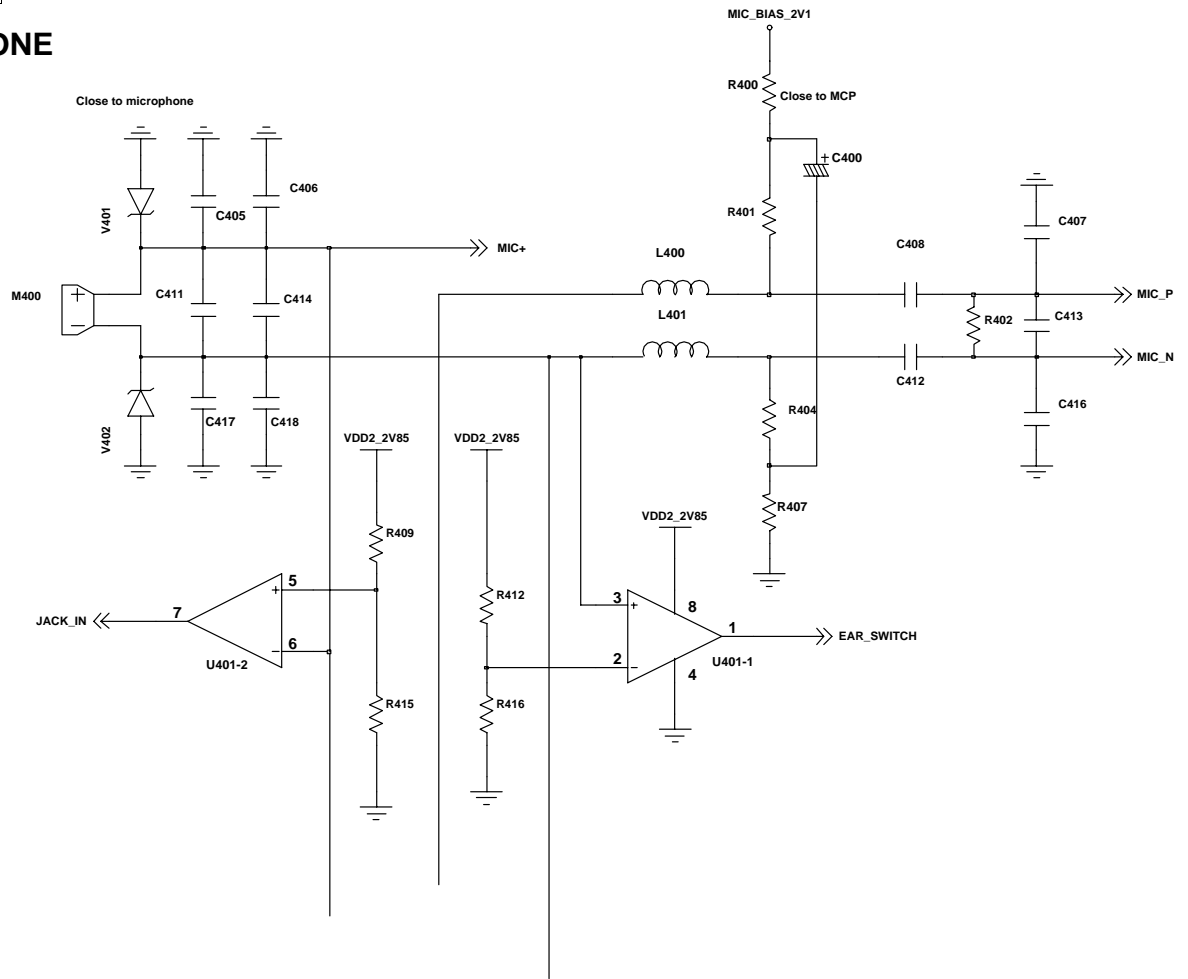 MIC_BIAS_2V1
ONE
R400
Close to MCP
Close to microphone
+ C400
C406
V401
C405
R401
C407
C408
MIC+
L400
M400
+
−
C411
C414
MIC_P
L401
R402
C413
MIC_N
C412
V402
C417
C418
R404
C416
VDD2_2V85
VDD2_2V85
R407
VDD2_2V85
R409
5
+
R412
3
+
8
JACK_IN
7
1
EAR_SWITCH
6
−
U401-2
2
−
U401-1
4
R415
R416